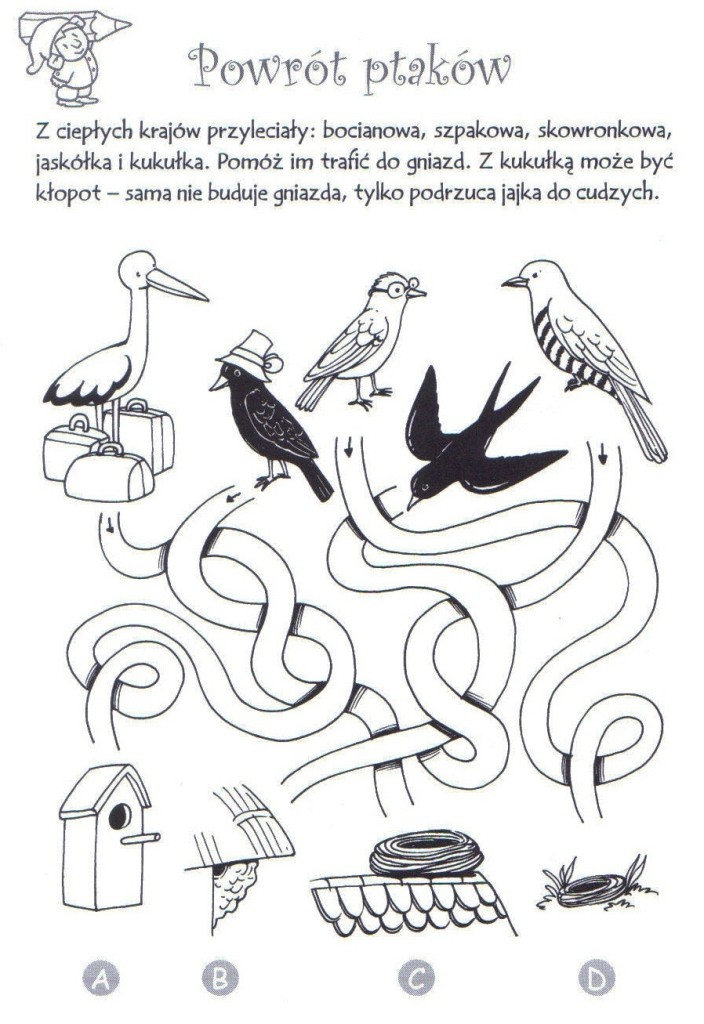 Powrót ptaków
Z ciepłych krajów przyleciały: bocianowa, szpakowa, skowronkowa,
jaskółka i kukułka. Pomóż im trafić do gniazd. Z kukułką może być
kłopot – sama nie buduje gniazda, tylko podrzuca jajka do cudzych.
A B C D